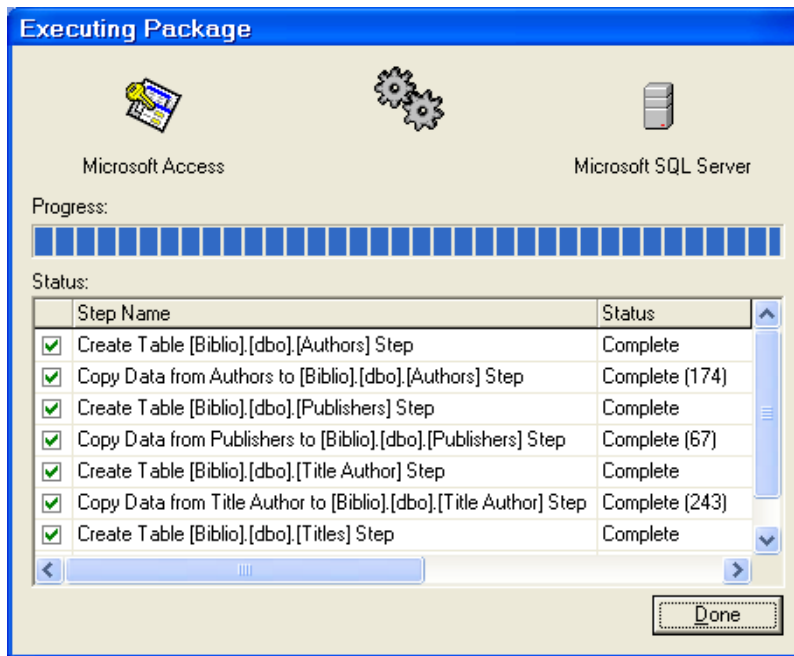 Executing Package
Microsoft Access Microsoft SQL Server
Progress:
Status:
Step Name Status
Create Table [Biblio].[dbo].[Authors] Step Complete
Copy Data from Authors to [Biblio].[dbo].[Authors] Step Complete (174)
Create Table [Biblio].[dbo].[Publishers] Step Complete
Copy Data from Publishers to [Biblio].[dbo].[Publishers] Step Complete (67)
Create Table [Biblio].[dbo].[Title Author] Step Complete
Copy Data from Title Author to [Biblio].[dbo].[Title Author] Step Complete (243)
Create Table [Biblio].[dbo].[Titles] Step Complete
Done